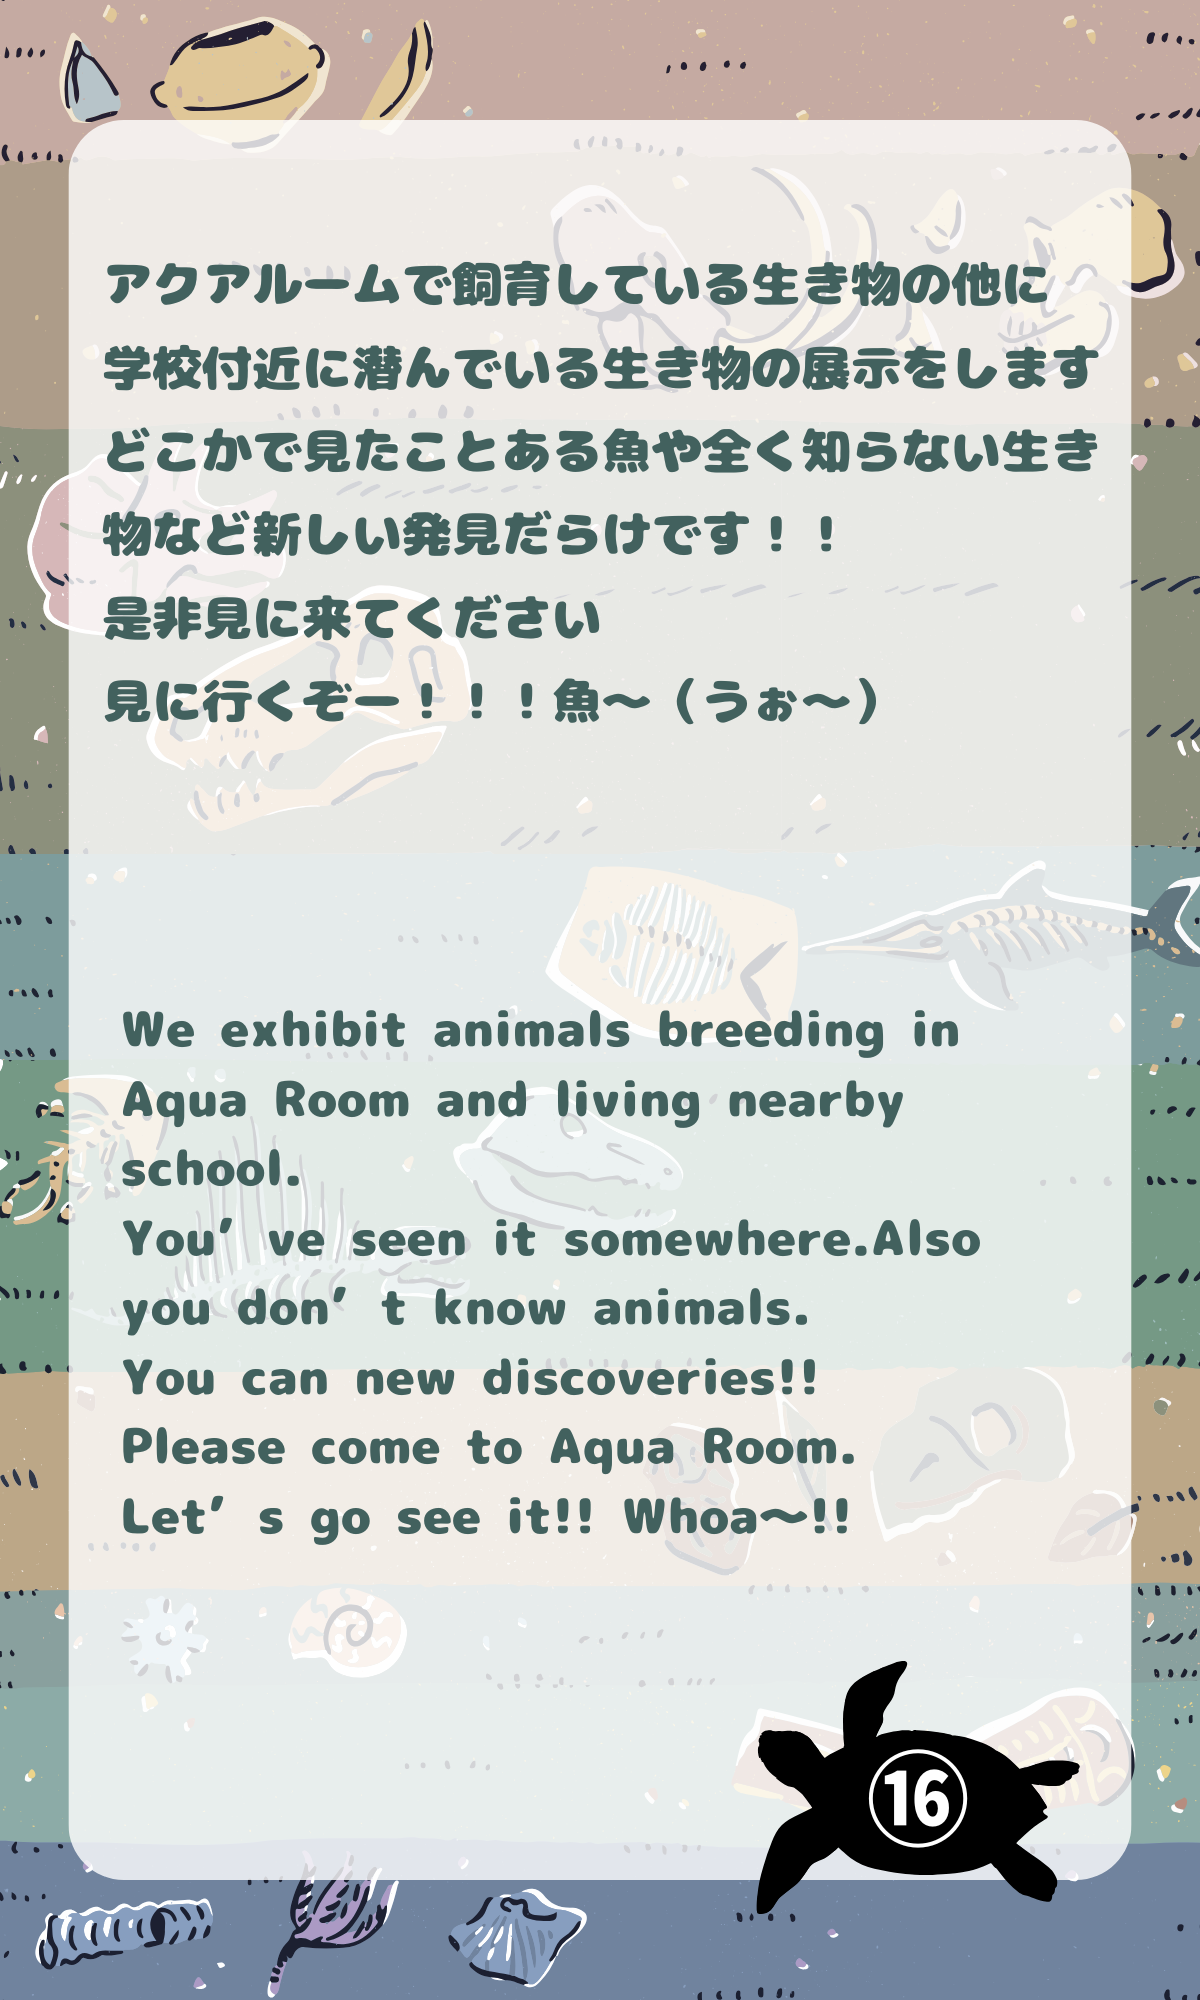 アクアルームで飼育している生き物の他に
学校付近に潜んでいる生き物の展示をします
どこかで見たことある魚や全く知らない生き
物など新しい発見だらけです！！
是非見に来てください
見に行くぞー！！！魚～（うぉ～）
We exhibit animals breeding in
Aqua Room and living nearby
school.
You’ve seen it somewhere.Also
you don’t know animals.
You can new discoveries!!
Please come to Aqua Room.
Let’s go see it!! Whoa～!!
⑯